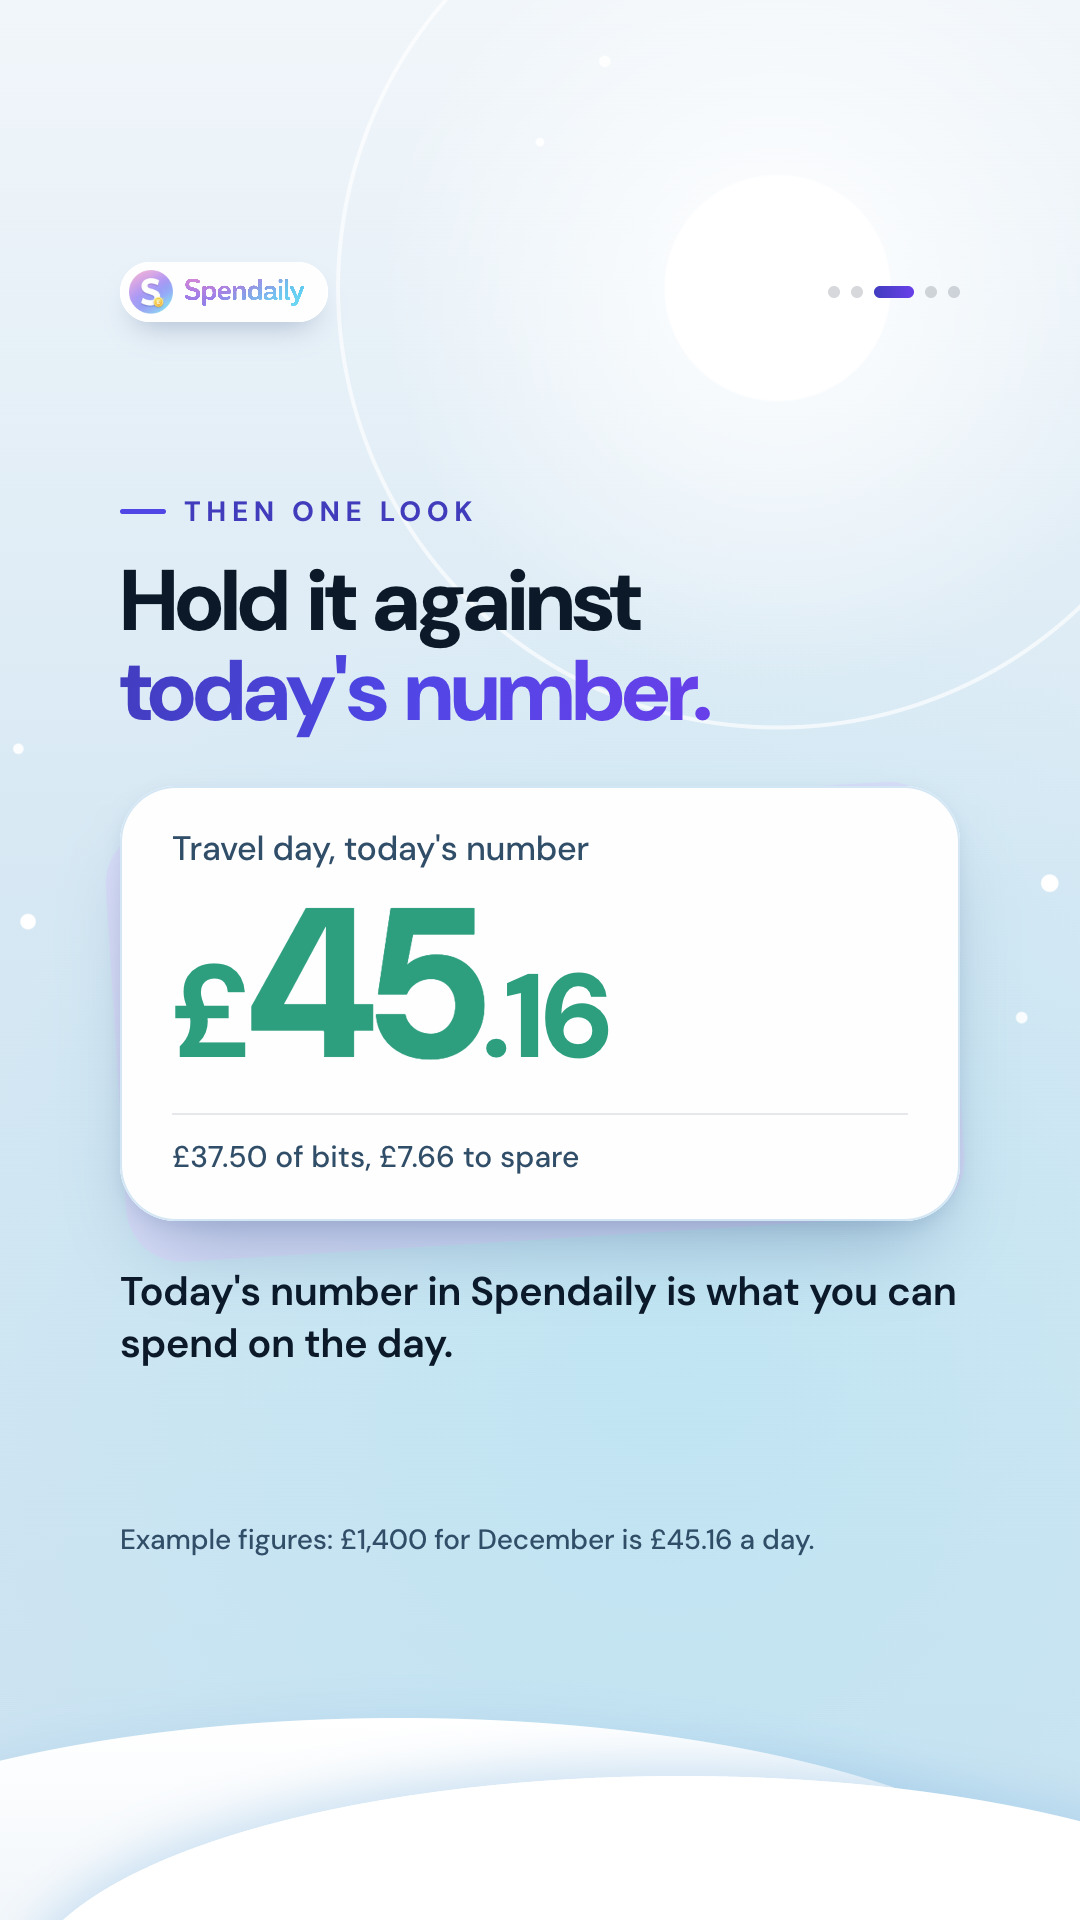 Spendaily
THEN ONE LOOK
Hold it against
today's number.
Travel day, today's number
£45.16
£37.50 of bits, £7.66 to spare
Today's number in Spendaily is what you can
spend on the day.
Example figures: £1,400 for December is £45.16 a day.